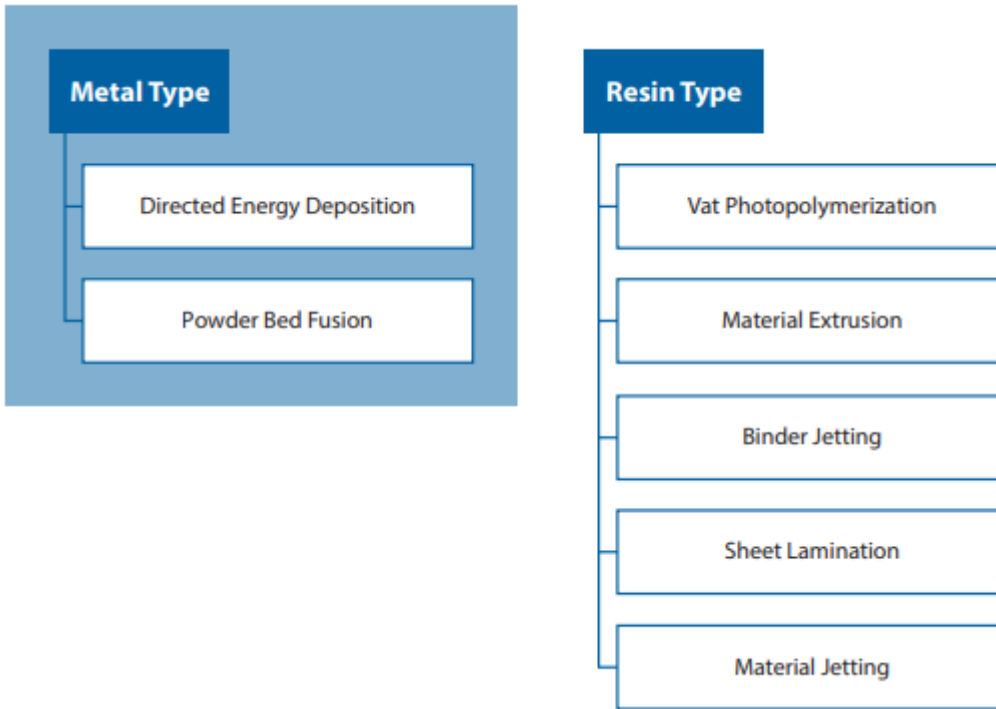 Metal Type
Directed Energy Deposition
Powder Bed Fusion
Resin Type
Vat Photopolymerization
Material Extrusion
Binder Jetting
Sheet Lamination
Material Jetting